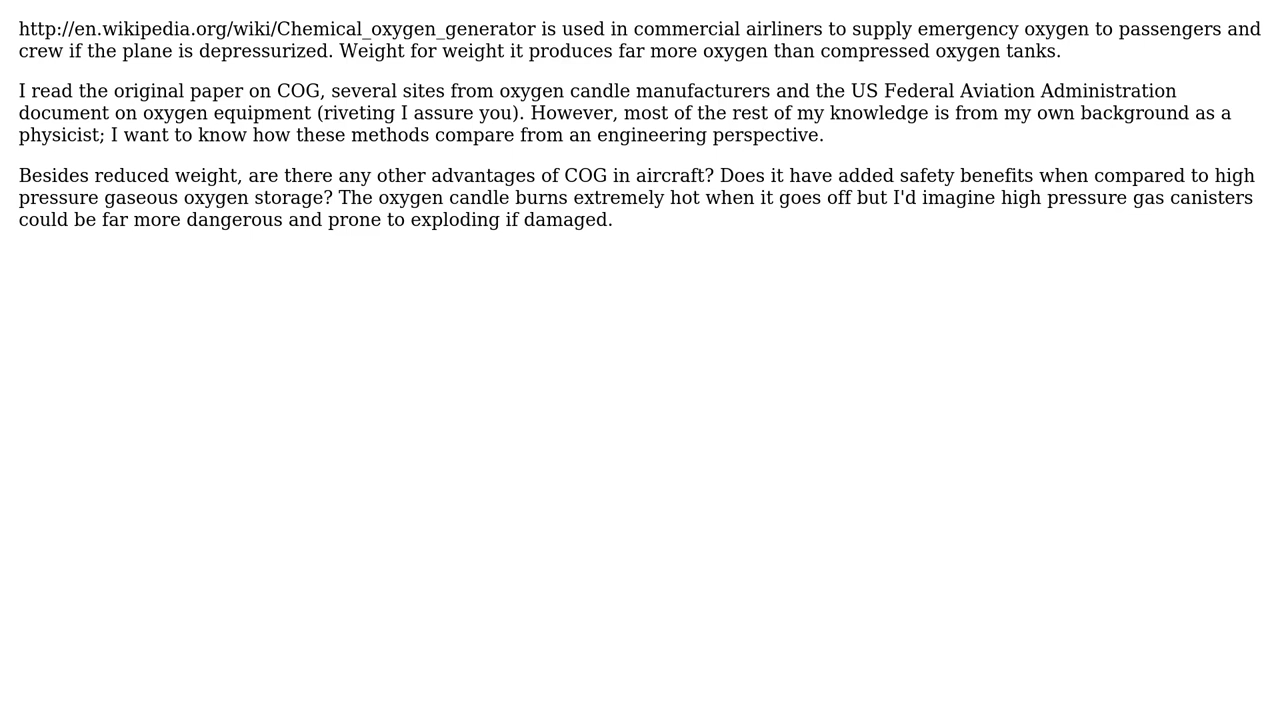 http://en.wikipedia.org/wiki/Chemical_oxygen_generator is used in commercial airliners to supply emergency oxygen to passengers and
crew if the plane is depressurized. Weight for weight it produces far more oxygen than compressed oxygen tanks.
I read the original paper on COG, several sites from oxygen candle manufacturers and the US Federal Aviation Administration
document on oxygen equipment (riveting I assure you). However, most of the rest of my knowledge is from my own background as a
physicist; I want to know how these methods compare from an engineering perspective.
Besides reduced weight, are there any other advantages of COG in aircraft? Does it have added safety benefits when compared to high
pressure gaseous oxygen storage? The oxygen candle burns extremely hot when it goes off but I'd imagine high pressure gas canisters
could be far more dangerous and prone to exploding if damaged.